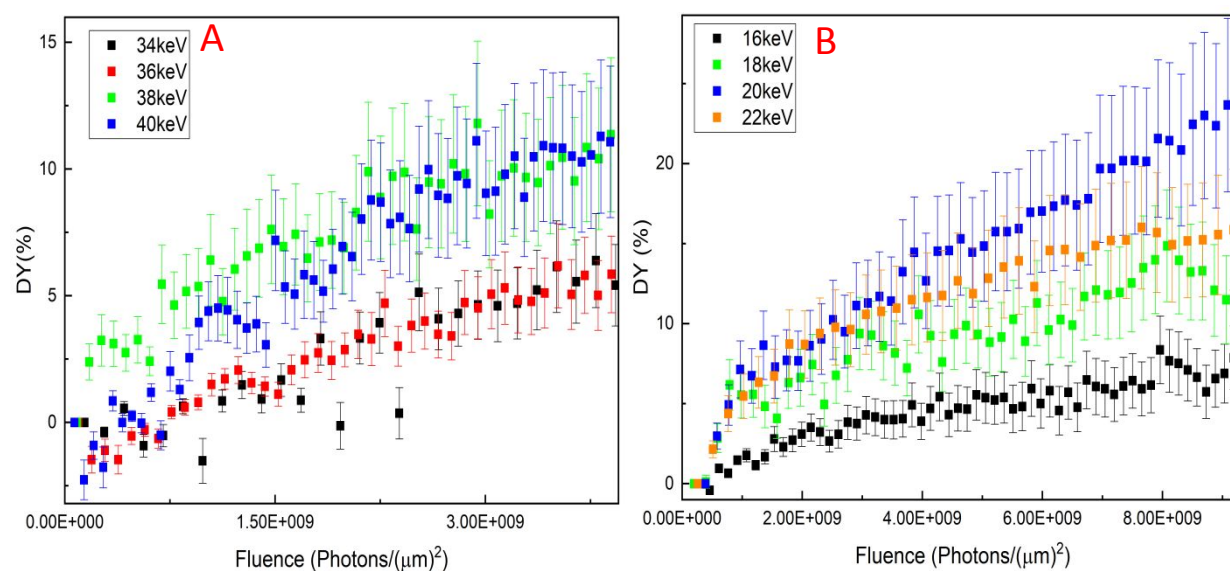 A
34keV
36keV
38keV
40keV
DY(%)
15
10
5
0
0.00E+000
1.50E+009
3.00E+009
Fluence (Photons/(μm)²
B
16keV
18keV
20keV
22keV
DY (%)
20
10
0
0.00E+000
2.00E+009
4.00E+009
6.00E+009
8.00E+009
Fluence (Photons/(μm)²